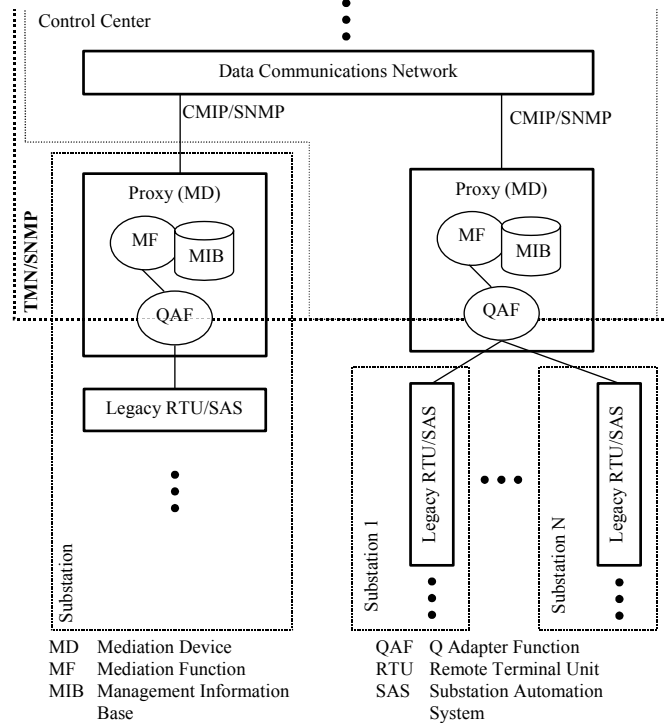 Control Center
Data Communications Network
CMIP/SNMP
CMIP/SNMP
TMN/SNMP
Proxy (MD)
MF
MIB
QAF
Legacy RTU/SAS
Substation
Proxy (MD)
MF
MIB
QAF
Legacy RTU/SAS
Substation 1
Legacy RTU/SAS
Substation N
MD Mediation Device
MF Mediation Function
MIB Management Information
Base
QAF Q Adapter Function
RTU Remote Terminal Unit
SAS Substation Automation
System